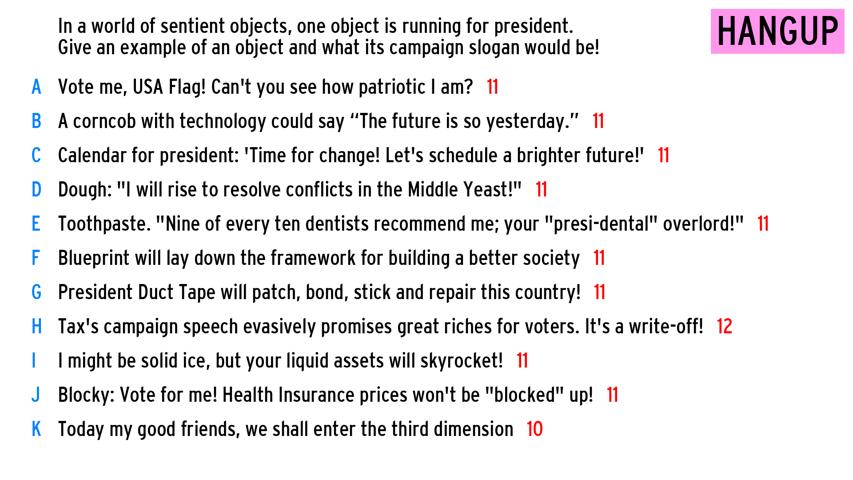 In a world of sentient objects, one object is running for president.
Give an example of an object and what its campaign slogan would be!
HANGUP
A Vote me, USA Flag! Can't you see how patriotic I am? 11
B A corncob with technology could say “The future is so yesterday.” 11
C Calendar for president: 'Time for change! Let's schedule a brighter future!' 11
D Dough: "I will rise to resolve conflicts in the Middle Yeast!" 11
E Toothpaste. "Nine of every ten dentists recommend me; your "presi-dental" overlord!" 11
F Blueprint will lay down the framework for building a better society 11
G President Duct Tape will patch, bond, stick and repair this country! 11
H Tax's campaign speech evasively promises great riches for voters. It's a write-off! 12
I I might be solid ice, but your liquid assets will skyrocket! 11
J Blocky: Vote for me! Health Insurance prices won't be "blocked" up! 11
K Today my good friends, we shall enter the third dimension 10